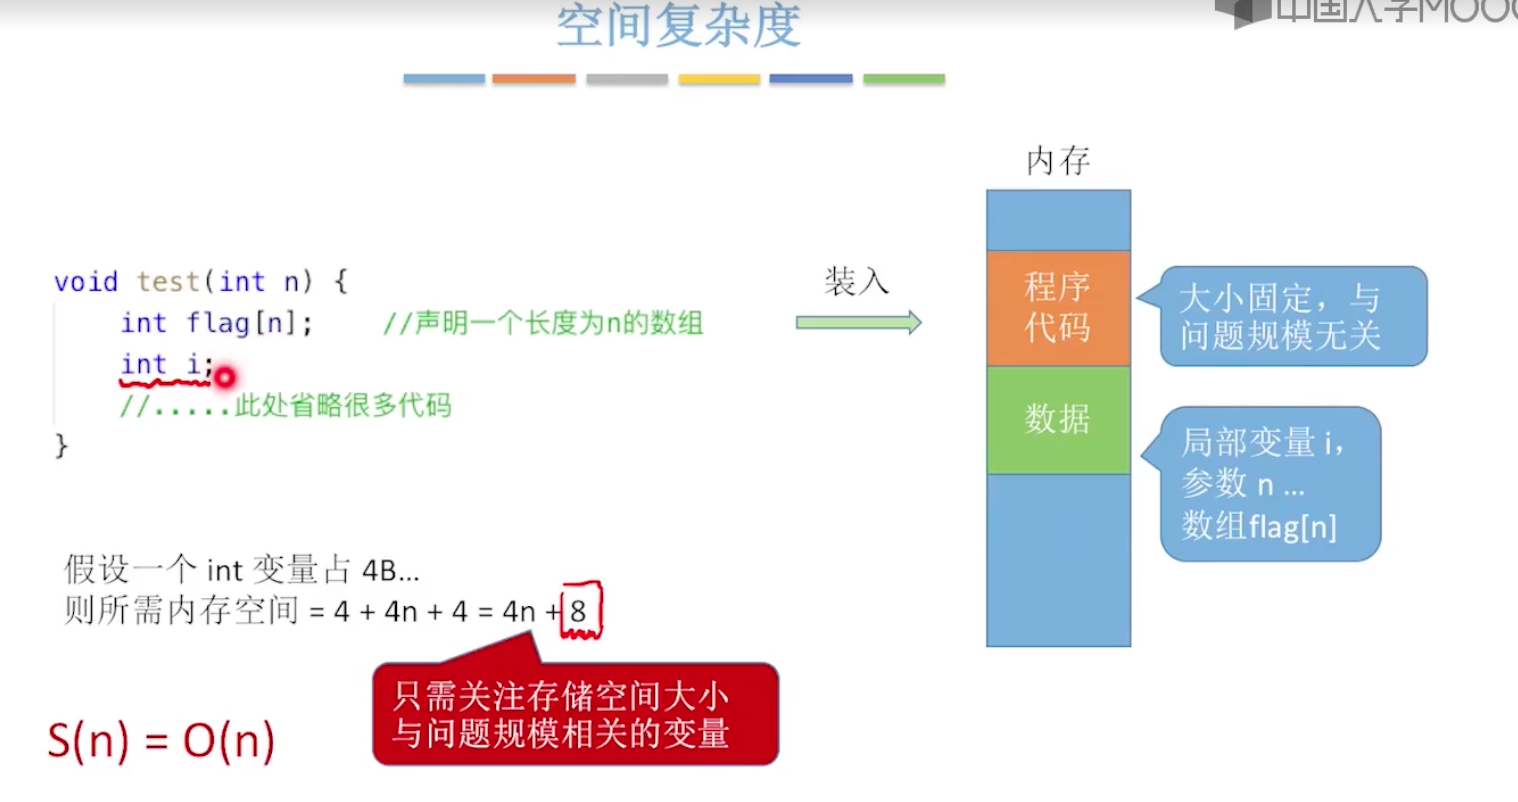 中国大学MOOC
空间复杂度
void test(int n) {
int flag[n]; //声明一个长度为n的数组
int i;
//.....此处省略很多代码
}
装入
内存
程序
代码
数据
大小固定，与
问题规模无关
局部变量 i，
参数 n ...
数组flag[n]
假设一个 int 变量占 4B...
则所需内存空间 = 4 + 4n + 4 = 4n + 8
只需关注存储空间大小
与问题规模相关的变量
S(n) = O(n)